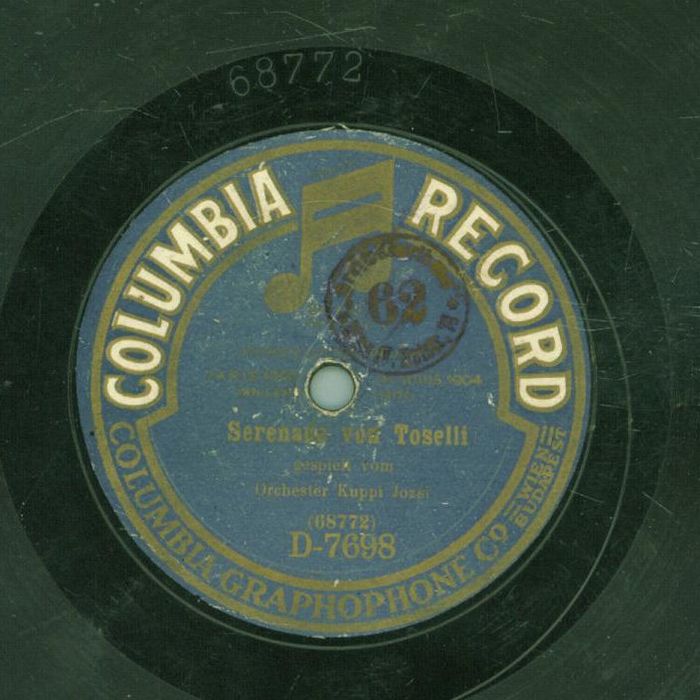 68772
COLUMBIA RECORD
62
1904
Serenade von Toselli
gespielt vom
Orchester Kuppi Jozsi
(68772)
D-7698
COLUMBIA GRAPHOPHONE Co
WIEN
BUDAPEST